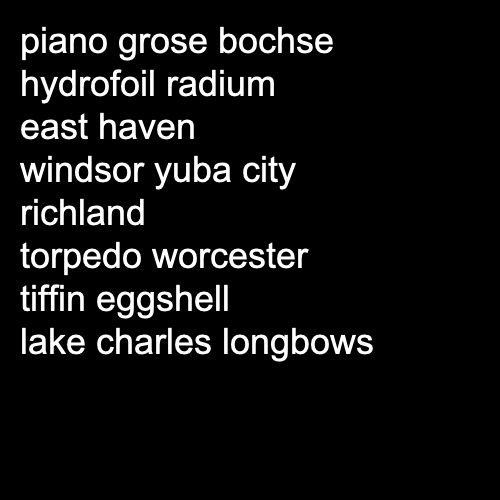 piano grose bochse
hydrofoil radium
east haven
windsor yuba city
richland
torpedo worcester
tiffin eggshell
lake charles longbows